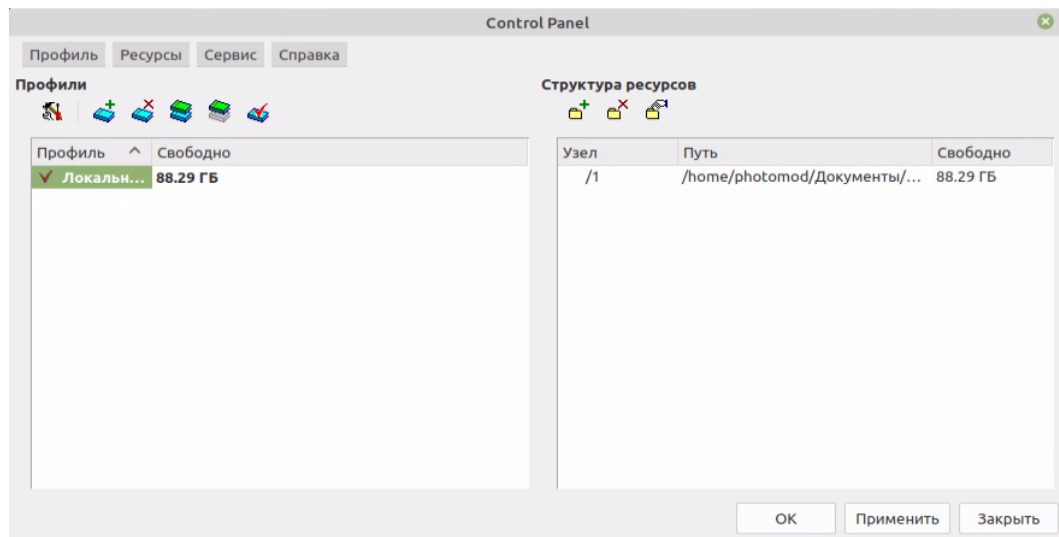 Control Panel
Профиль Ресурсы Сервис Справка
Профили
Структура ресурсов
Профиль Свободно
Локальн... 88.29 ГБ
Узел Путь Свободно
/1 /home/photomod/Документы/... 88.29 ГБ
ОК Применить Закрыть